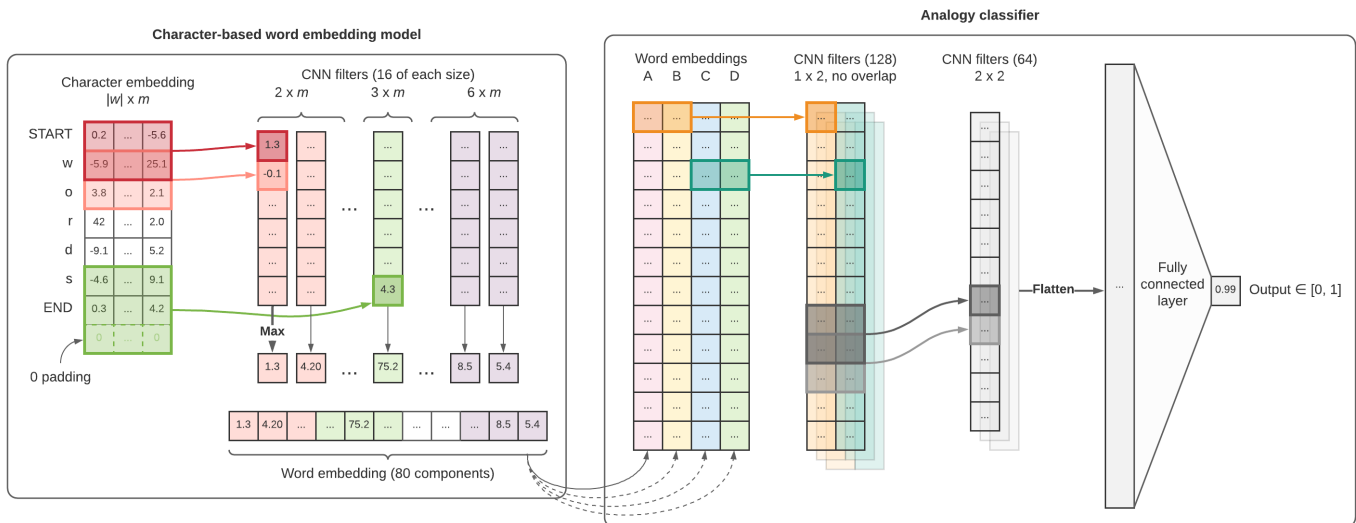 Character-based word embedding model
Character embedding
|w| x m
CNN filters (16 of each size)
2 x m 3 x m 6 x m
START 0.2 ... -5.6
w -5.9 ... 25.1
o 3.8 ... 2.1
r 42 ... 2.0
d -9.1 ... 5.2
s -4.6 ... 9.1
END 0.3 ... 4.2
0 ... 0
0 padding
1.3 ... ...
-0.1 ... ... ... ...
... ... ... ... ...
... ...
... ... ... ... ...
... ... ... ... ...
... ... 4.3 ... ...
Max
1.3 4.20 ... 75.2 ... 8.5 5.4
1.3 4.20 ... ... 75.2 ... ... ... ... 8.5 5.4
Word embedding (80 components)
Analogy classifier
Word embeddings
A B C D
CNN filters (128)
1 x 2, no overlap
CNN filters (64)
2 x 2
... ... ... ... ... ...
... ... ... ... ... ...
... ... ... ... ... ...
... ... ... ... ... ...
... ... ... ... ... ...
... ... ... ... ... ...
... ... ... ... ... ...
... ... ... ... ... ...
... ... ... ... ... ...
... ... ... ... ... ...
... ... ... ... ... ...
... ... ... ... ... ...
...
...
...
...
...
...
...
...
...
...
...
Flatten
...
Fully
connected
layer
0.99
Output ∈ [0, 1]